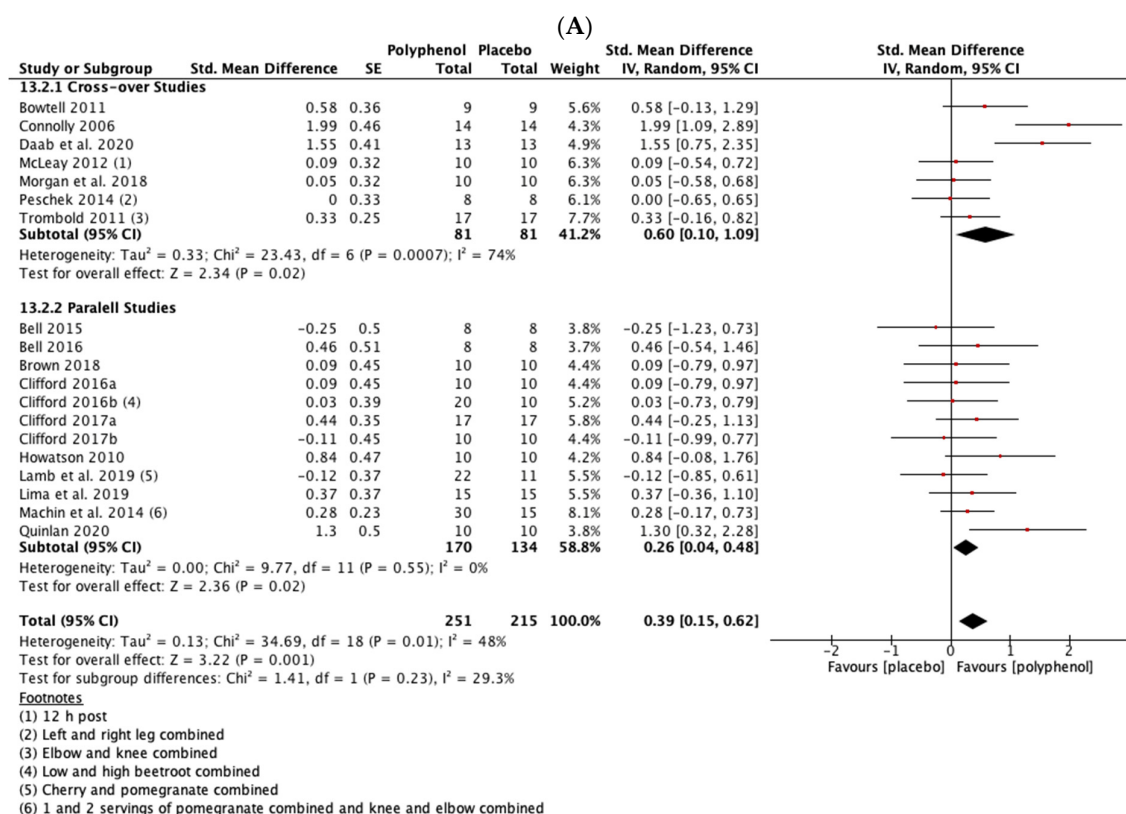 (A)
Polyphenol Placebo Std. Mean Difference Std. Mean Difference
Study or Subgroup Std. Mean Difference SE Total Total Weight IV, Random, 95% CI IV, Random, 95% CI
13.2.1 Cross-over Studies
Bowtell 2011 0.58 0.36 9 9 5.6% 0.58 [-0.13, 1.29]
Connolly 2006 1.99 0.46 14 14 4.3% 1.99 [1.09, 2.89]
Daab et al. 2020 1.55 0.41 13 13 4.9% 1.55 [0.75, 2.35]
McLeay 2012 (1) 0.09 0.32 10 10 6.3% 0.09 [-0.54, 0.72]
Morgan et al. 2018 0.05 0.32 10 10 6.3% 0.05 [-0.58, 0.68]
Peschek 2014 (2) 0 0.33 8 8 6.1% 0.00 [-0.65, 0.65]
Trombold 2011 (3) 0.33 0.25 17 17 7.7% 0.33 [-0.16, 0.82]
Subtotal (95% CI) 81 81 41.2% 0.60 [0.10, 1.09]
Heterogeneity: Tau² = 0.33; Chi² = 23.43, df = 6 (P = 0.0007); I² = 74%
Test for overall effect: Z = 2.34 (P = 0.02)
13.2.2 Paralell Studies
Bell 2015 -0.25 0.5 8 8 3.8% -0.25 [-1.23, 0.73]
Bell 2016 0.46 0.51 8 8 3.7% 0.46 [-0.54, 1.46]
Brown 2018 0.09 0.45 10 10 4.4% 0.09 [-0.79, 0.97]
Clifford 2016a 0.09 0.45 10 10 4.4% 0.09 [-0.79, 0.97]
Clifford 2016b (4) 0.03 0.39 20 10 5.2% 0.03 [-0.73, 0.79]
Clifford 2017a 0.44 0.35 17 17 5.8% 0.44 [-0.25, 1.13]
Clifford 2017b -0.11 0.45 10 10 4.4% -0.11 [-0.99, 0.77]
Howatson 2010 0.84 0.47 10 10 4.2% 0.84 [-0.08, 1.76]
Lamb et al. 2019 (5) -0.12 0.37 22 11 5.5% -0.12 [-0.85, 0.61]
Lima et al. 2019 0.37 0.37 15 15 5.5% 0.37 [-0.36, 1.10]
Machin et al. 2014 (6) 0.28 0.23 30 15 8.1% 0.28 [-0.17, 0.73]
Quinlan 2020 1.3 0.5 10 10 3.8% 1.30 [0.32, 2.28]
Subtotal (95% CI) 170 134 58.8% 0.26 [0.04, 0.48]
Heterogeneity: Tau² = 0.00; Chi² = 9.77, df = 11 (P = 0.55); I² = 0%
Test for overall effect: Z = 2.36 (P = 0.02)
Total (95% CI) 251 215 100.0% 0.39 [0.15, 0.62]
Heterogeneity: Tau² = 0.13; Chi² = 34.69, df = 18 (P = 0.01); I² = 48%
Test for overall effect: Z = 3.22 (P = 0.001)
Test for subgroup differences: Chi² = 1.41, df = 1 (P = 0.23), I² = 29.3%
-2 -1 0 1 2
Favours [placebo] Favours [polyphenol]
Footnotes
(1) 12 h post
(2) Left and right leg combined
(3) Elbow and knee combined
(4) Low and high beetroot combined
(5) Cherry and pomegranate combined
(6) 1 and 2 servings of pomegranate combined and knee and elbow combined